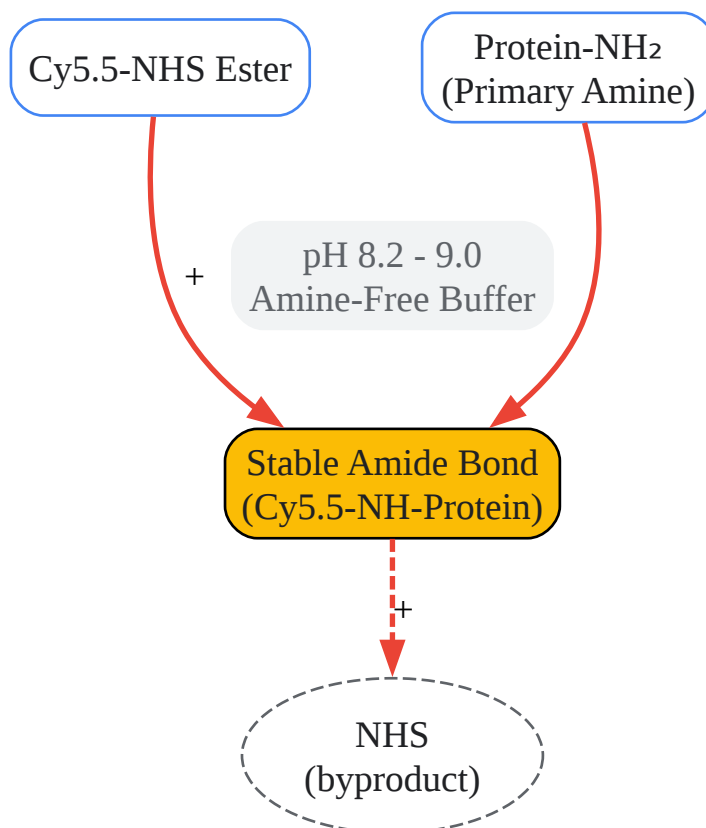 Cy5.5-NHS Ester
Protein-NH₂
(Primary Amine)
+
pH 8.2 - 9.0
Amine-Free Buffer
Stable Amide Bond
(Cy5.5-NH-Protein)
+
NHS
(byproduct)